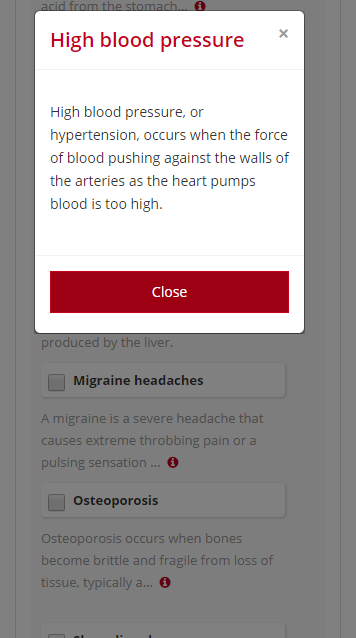 acid from the stomach...
High blood pressure ×
High blood pressure, or
hypertension, occurs when the force
of blood pushing against the walls of
the arteries as the heart pumps
blood is too high.
Close
produced by the liver.
Migraine headaches
A migraine is a severe headache that
causes extreme throbbing pain or a
pulsing sensation ...
Osteoporosis
Osteoporosis occurs when bones
become brittle and fragile from loss of
tissue, typically a...